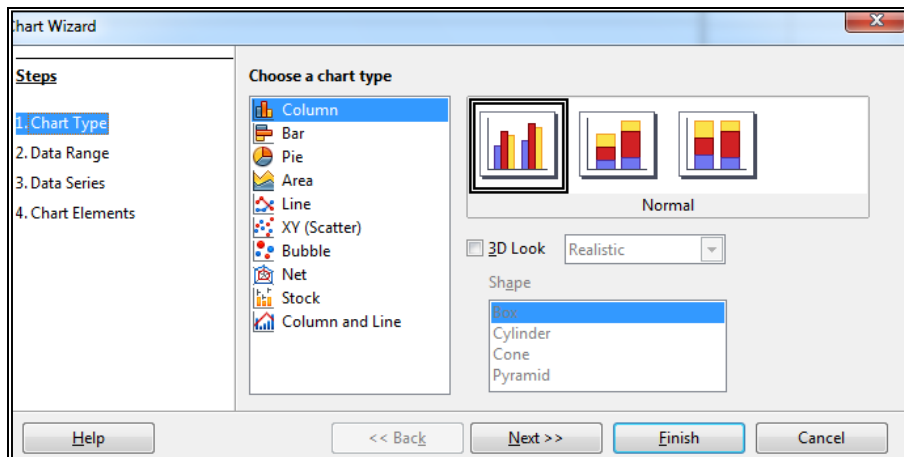 hart Wizard
Steps
1. Chart Type
2. Data Range
3. Data Series
4. Chart Elements
Choose a chart type
Column
Bar
Pie
Area
Line
XY (Scatter)
Bubble
Net
Stock
Column and Line
Normal
3D Look
Realistic
Shape
Box
Cylinder
Cone
Pyramid
Help
<< Back
Next >>
Finish
Cancel